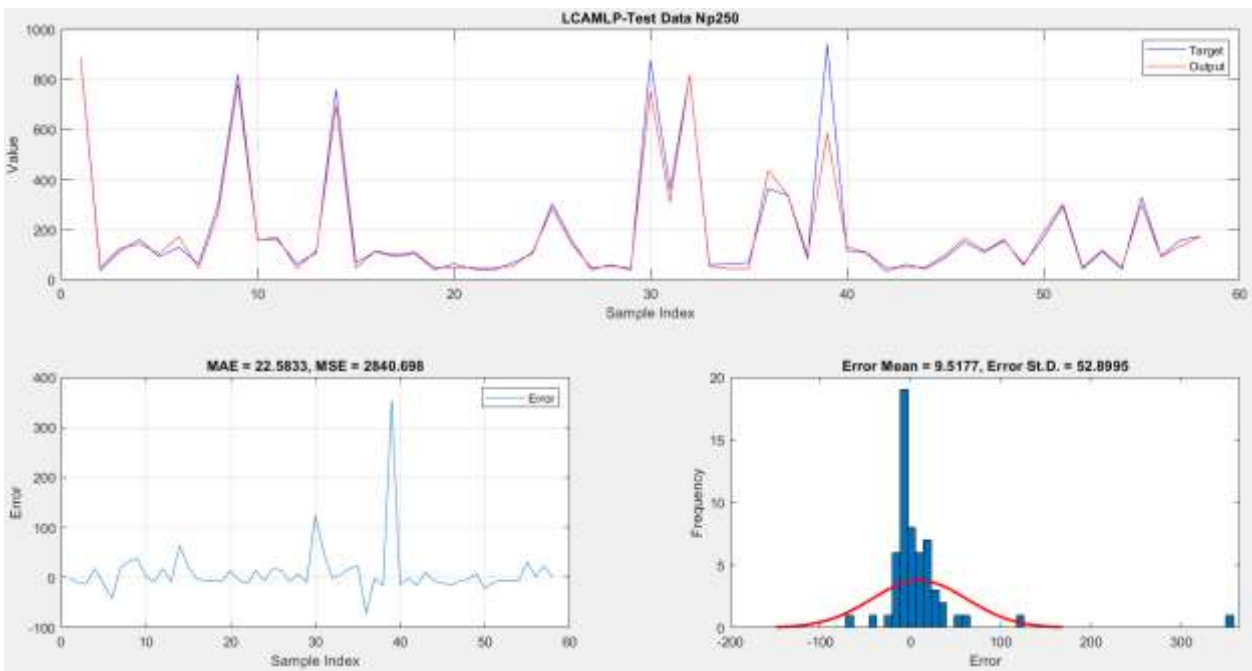 LCAMLP-Test Data Np250
1000
800
600
400
200
0
Value
Target
Output
0 10 20 30 40 50 60
Sample Index
MAE = 22.5833, MSE = 2840.698
400
300
200
100
0
-100
Error
Error
0 10 20 30 40 50 60
Sample Index
Error Mean = 9.5177, Error St.D. = 52.8995
20
15
10
5
0
Frequency
-200 -100 0 100 200 300
Error